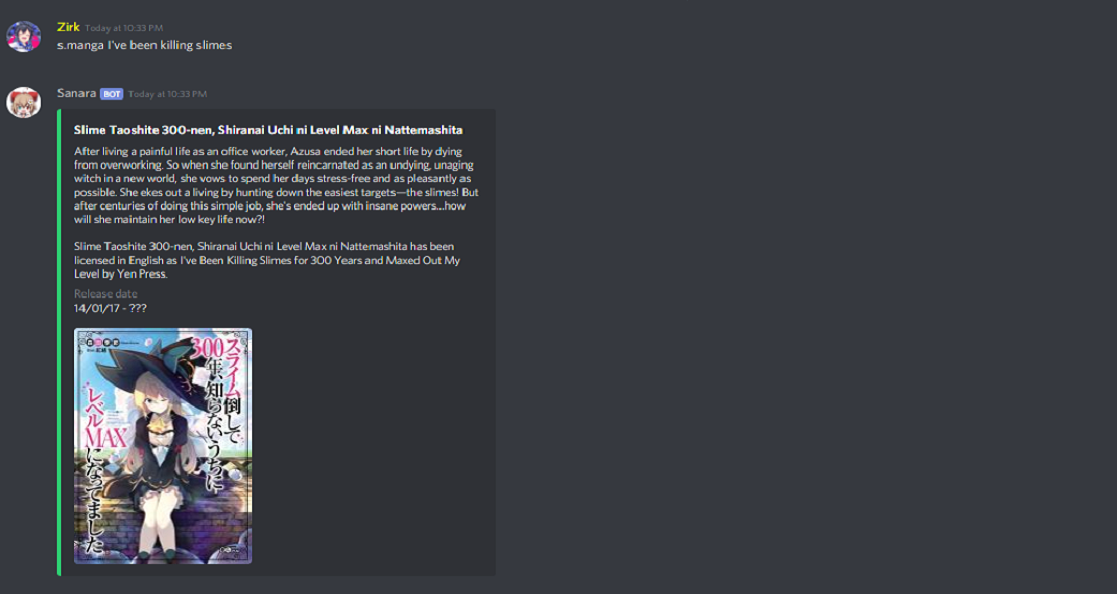 Zirk Today at 10:33 PM
s.manga I've been killing slimes
Sanara BOT Today at 10:33 PM
Slime Taoshite 300-nen, Shiranai Uchi ni Level Max ni Nattemashita
After living a painful life as an office worker, Azusa ended her short life by dying
from overworking. So when she found herself reincarnated as an undying, unaging
witch in a new world, she vows to spend her days stress-free and as pleasantly as
possible. She ekes out a living by hunting down the easiest targets—the slimes! But
after centuries of doing this simple job, she's ended up with insane powers...how
will she maintain her low key life now?!
Slime Taoshite 300-nen, Shiranai Uchi ni Level Max ni Nattemashita has been
licensed in English as I've Been Killing Slimes for 300 Years and Maxed Out My
Level by Yen Press.
Release date
14/01/17 - ???
スライム倒して
300年、知らないうちに
レベルMAXになってました